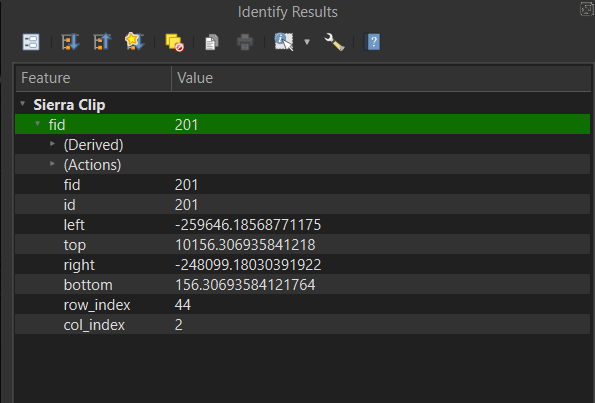 Identify Results
Feature Value
Sierra Clip
fid 201
(Derived)
(Actions)
fid 201
id 201
left -259646.18568771175
top 10156.306935841218
right -248099.18030391922
bottom 156.30693584121764
row_index 44
col_index 2